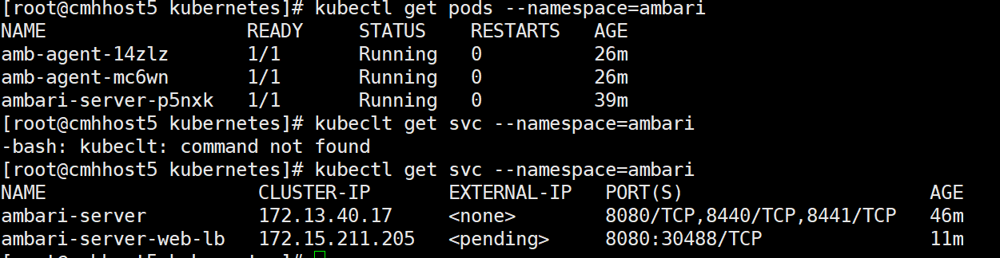 [root@cmhhost5 kubernetes]# kubectl get pods --namespace=ambari
NAME                  READY     STATUS    RESTARTS   AGE
amb-agent-14zlz       1/1       Running   0          26m
amb-agent-mc6wn       1/1       Running   0          26m
ambari-server-p5nxk   1/1       Running   0          39m
[root@cmhhost5 kubernetes]# kubeclt get svc --namespace=ambari
-bash: kubeclt: command not found
[root@cmhhost5 kubernetes]# kubectl get svc --namespace=ambari
NAME                   CLUSTER-IP       EXTERNAL-IP   PORT(S)                      AGE
ambari-server          172.13.40.17     <none>        8080/TCP,8440/TCP,8441/TCP   46m
ambari-server-web-lb   172.15.211.205   <pending>     8080:30488/TCP               11m
[root@cmhhost5 kubernetes]#